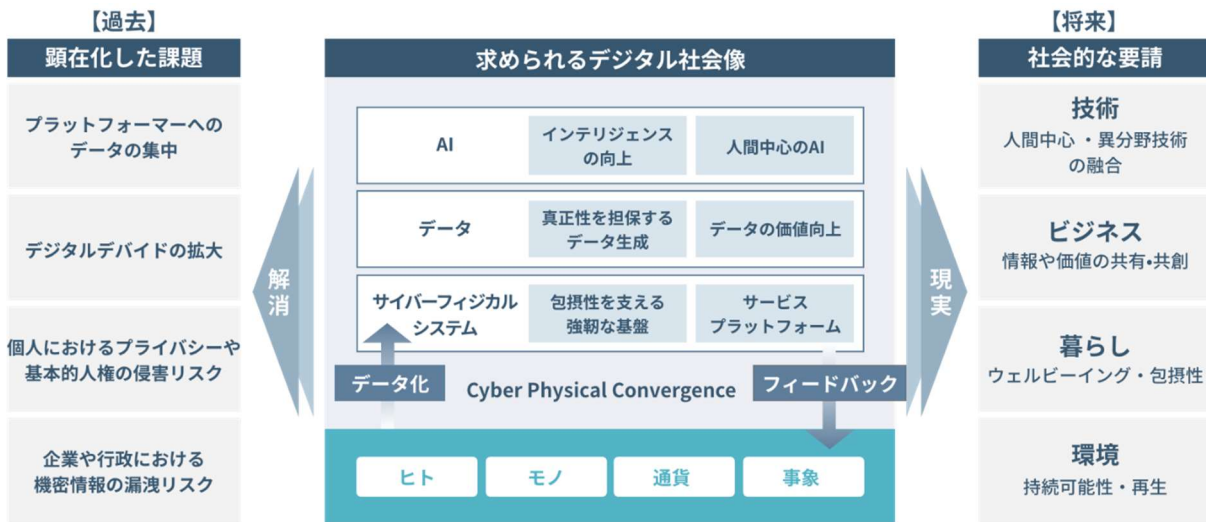 【過去】
顕在化した課題
プラットフォーマーへの
データの集中
デジタルデバイドの拡大
個人におけるプライバシーや
基本的人権の侵害リスク
企業や行政における
機密情報の漏洩リスク
解消
求められるデジタル社会像
AI
インテリジェンス
の向上
人間中心のAI
データ
真正性を担保する
データ生成
データの価値向上
サイバーフィジカル
システム
包摂性を支える
強靭な基盤
サービス
プラットフォーム
データ化
Cyber Physical Convergence
フィードバック
ヒト
モノ
通貨
事象
現実
【将来】
社会的な要請
技術
人間中心・異分野技術
の融合
ビジネス
情報や価値の共有・共創
暮らし
ウェルビーイング・包摂性
環境
持続可能性・再生